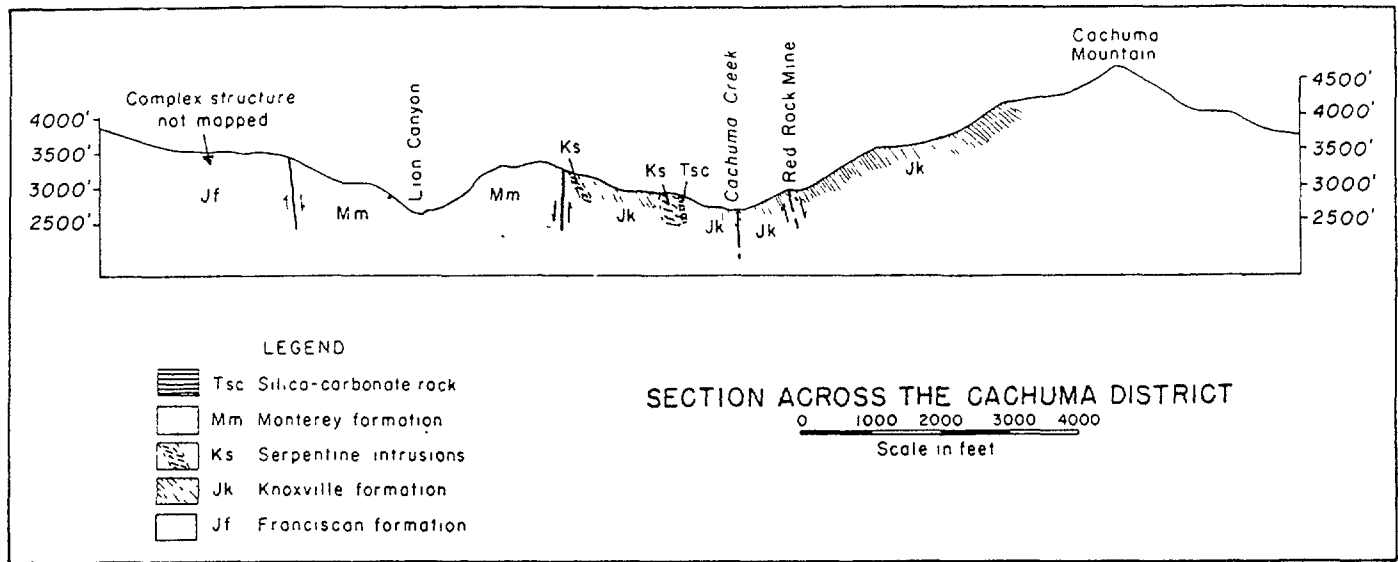 Cachuma
Mountain
Complex structure
not mapped
Lion Canyon
Cachuma Creek
Red Rock Mine
4000'
3500'
3000'
2500'
4500'
4000'
3500'
3000'
2500'
Jf
Mm
Mm
Ks
Jk
Ks
Tsc
Jk
Jk
Jk
LEGEND
Tsc Silica-carbonate rock
Mm Monterey formation
Ks Serpentine intrusions
Jk Knoxville formation
Jf Franciscan formation
SECTION ACROSS THE CACHUMA DISTRICT
0 1000 2000 3000 4000
Scale in feet